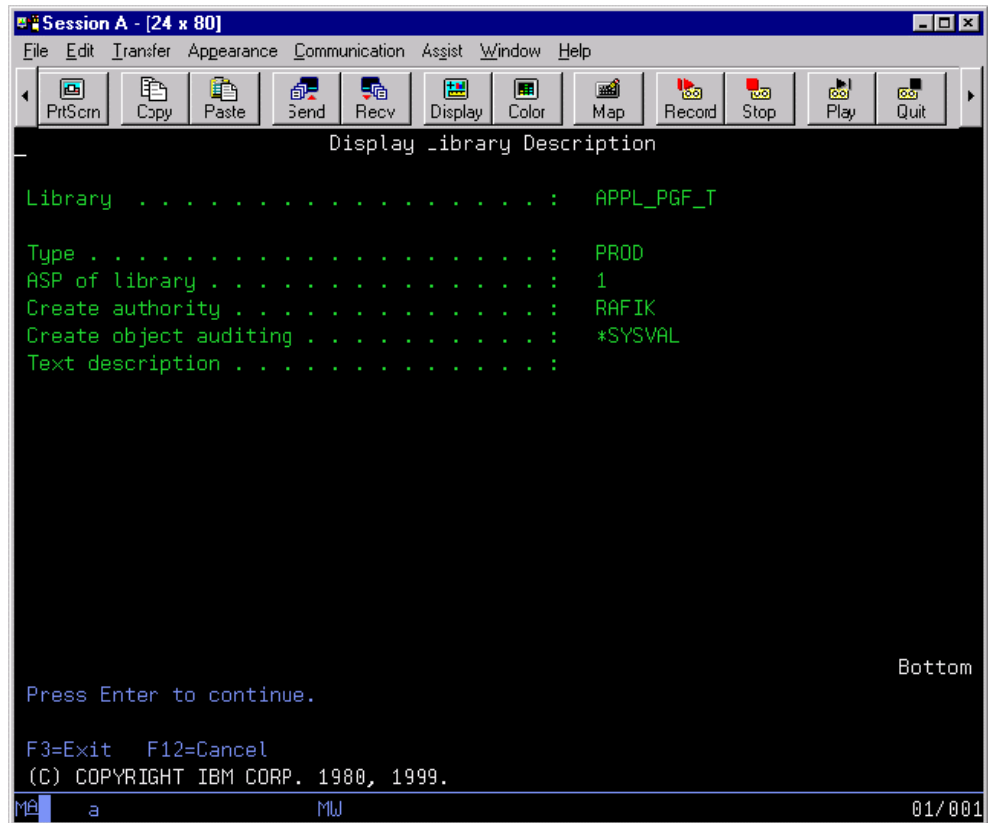 Session A - [24 x 80]
File Edit Transfer Appearance Communication Assist Window Help
PrtScrn Copy Paste Send Recv Display Color Map Record Stop Play Quit
Display Library Description
Library . . . . . . . . . . . . . . . . . . : APPL_PGF_T
Type . . . . . . . . . . . . . . . . . . . . : PROD
ASP of library . . . . . . . . . . . . . . . : 1
Create authority . . . . . . . . . . . . . . : RAFIK
Create object auditing . . . . . . . . . . . : *SYSVAL
Text description . . . . . . . . . . . . . . :
Bottom
Press Enter to continue.
F3=Exit F12=Cancel
(C) COPYRIGHT IBM CORP. 1980, 1999.
MA a MW 01/001